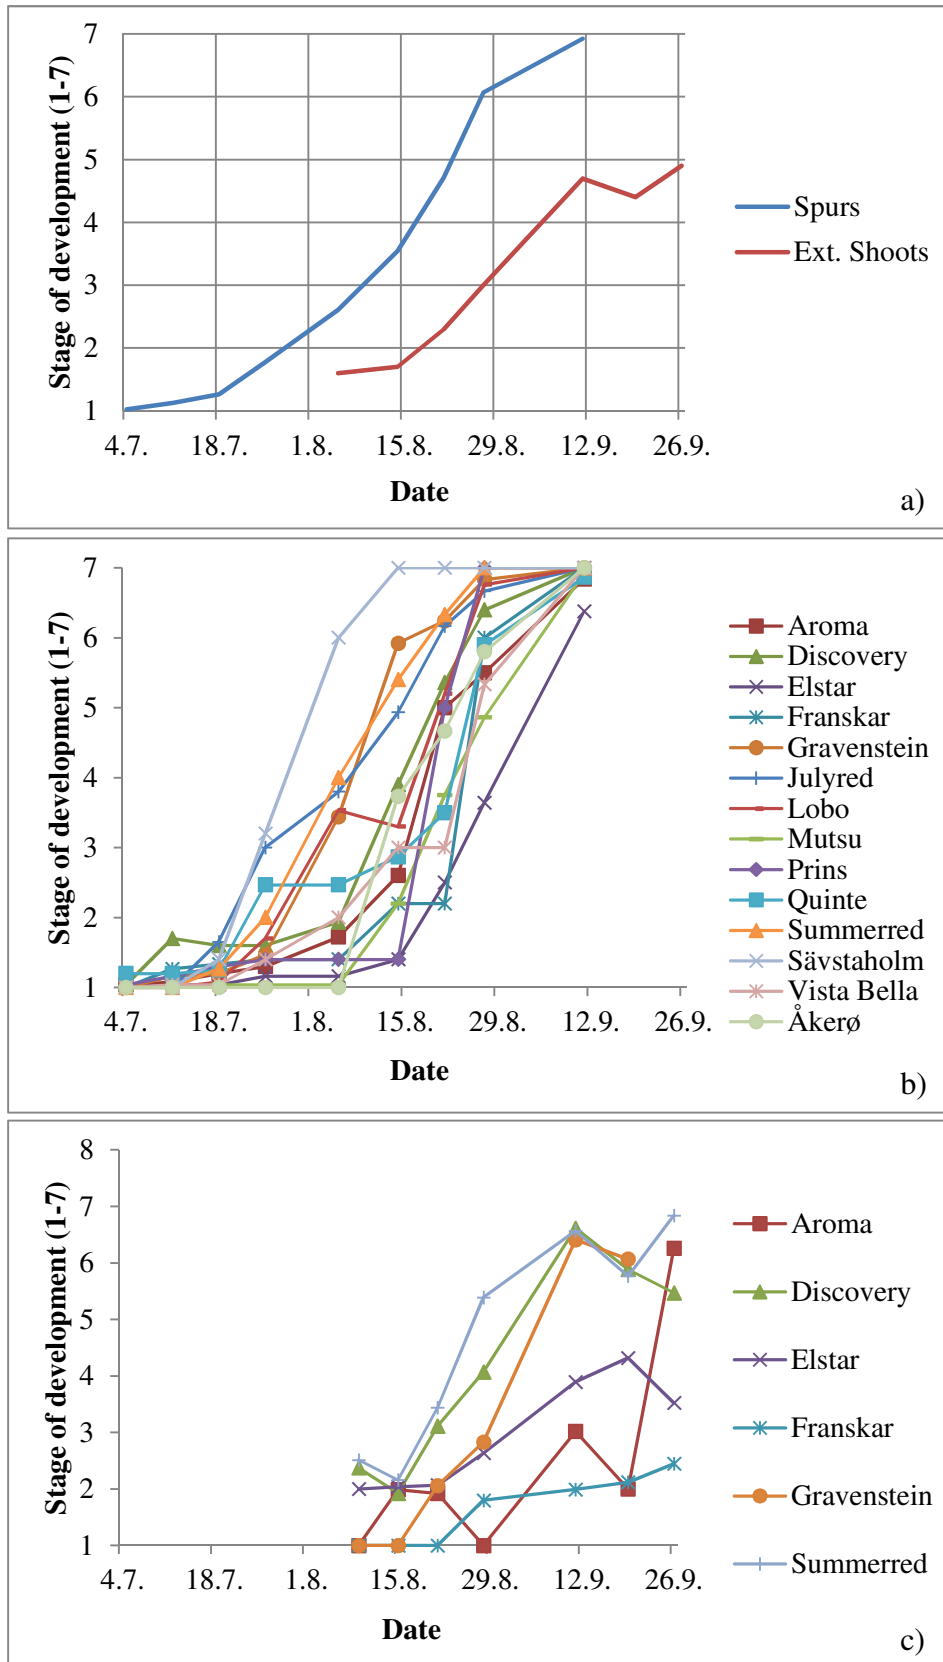 Stage of development (1-7)
7
6
5
4
3
2
1
4.7. 18.7. 1.8. 15.8. 29.8. 12.9. 26.9.
Date
Spurs
Ext. Shoots
a)
Stage of development (1-7)
7
6
5
4
3
2
1
4.7. 18.7. 1.8. 15.8. 29.8. 12.9. 26.9.
Date
Aroma
Discovery
Elstar
Franskar
Gravenstein
Julyred
Lobo
Mutsu
Prins
Quinte
Summerred
Sävstaholm
Vista Bella
Åkerø
b)
Stage of development (1-7)
8
7
6
5
4
3
2
1
4.7. 18.7. 1.8. 15.8. 29.8. 12.9. 26.9.
Date
Aroma
Discovery
Elstar
Franskar
Gravenstein
Summerred
c)